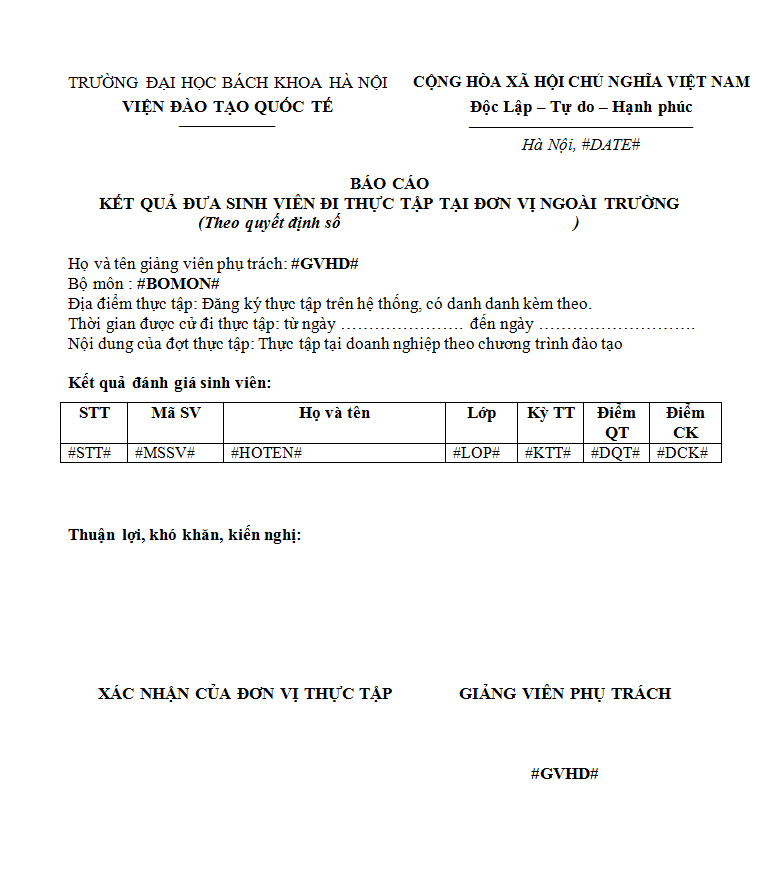 TRƯỜNG ĐẠI HỌC BÁCH KHOA HÀ NỘI
VIỆN ĐÀO TẠO QUỐC TẾ
CỘNG HÒA XÃ HỘI CHỦ NGHĨA VIỆT NAM
Độc Lập – Tự do – Hạnh phúc
Hà Nội, #DATE#
BÁO CÁO
KẾT QUẢ ĐƯA SINH VIÊN ĐI THỰC TẬP TẠI ĐƠN VỊ NGOÀI TRƯỜNG
(Theo quyết định số )
Họ và tên giảng viên phụ trách: #GVHD#
Bộ môn : #BOMON#
Địa điểm thực tập: Đăng ký thực tập trên hệ thống, có danh danh kèm theo.
Thời gian được cử đi thực tập: từ ngày …………………. đến ngày ……………………….
Nội dung của đợt thực tập: Thực tập tại doanh nghiệp theo chương trình đào tạo
Kết quả đánh giá sinh viên:
STT Mã SV Họ và tên Lớp Kỳ TT Điểm QT Điểm CK
#STT# #MSSV# #HOTEN# #LOP# #KTT# #DQT# #DCK#
Thuận lợi, khó khăn, kiến nghị:
XÁC NHẬN CỦA ĐƠN VỊ THỰC TẬP GIẢNG VIÊN PHỤ TRÁCH
#GVHD#